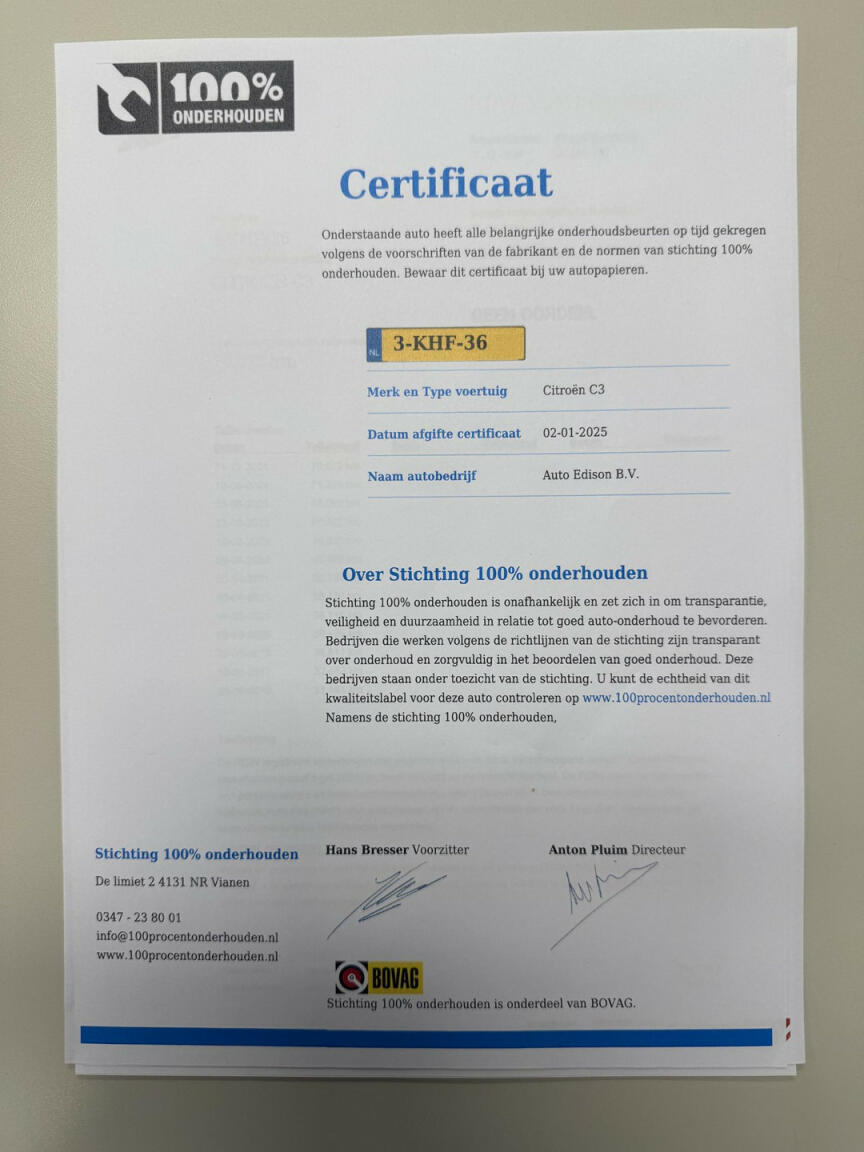 100%
ONDERHOUDEN
Certificaat
Onderstaande auto heeft alle belangrijke onderhoudsbeurten op tijd gekregen
volgens de voorschriften van de fabrikant en de normen van stichting 100%
onderhouden. Bewaar dit certificaat bij uw autopapieren.
NL 3-KHF-36
Merk en Type voertuig Citroën C3
Datum afgifte certificaat 02-01-2025
Naam autobedrijf Auto Edison B.V.
Over Stichting 100% onderhouden
Stichting 100% onderhouden is onafhankelijk en zet zich in om transparantie,
veiligheid en duurzaamheid in relatie tot goed auto-onderhoud te bevorderen.
Bedrijven die werken volgens de richtlijnen van de stichting zijn transparant
over onderhoud en zorgvuldig in het beoordelen van goed onderhoud. Deze
bedrijven staan onder toezicht van de stichting. U kunt de echtheid van dit
kwaliteitslabel voor deze auto controleren op www.100procentonderhouden.nl
Namens de stichting 100% onderhouden,
Hans Bresser Voorzitter Anton Pluim Directeur
Stichting 100% onderhouden
De limiet 2 4131 NR Vianen
0347 - 23 80 01
info@100procentonderhouden.nl
www.100procentonderhouden.nl
BOVAG
Stichting 100% onderhouden is onderdeel van BOVAG.